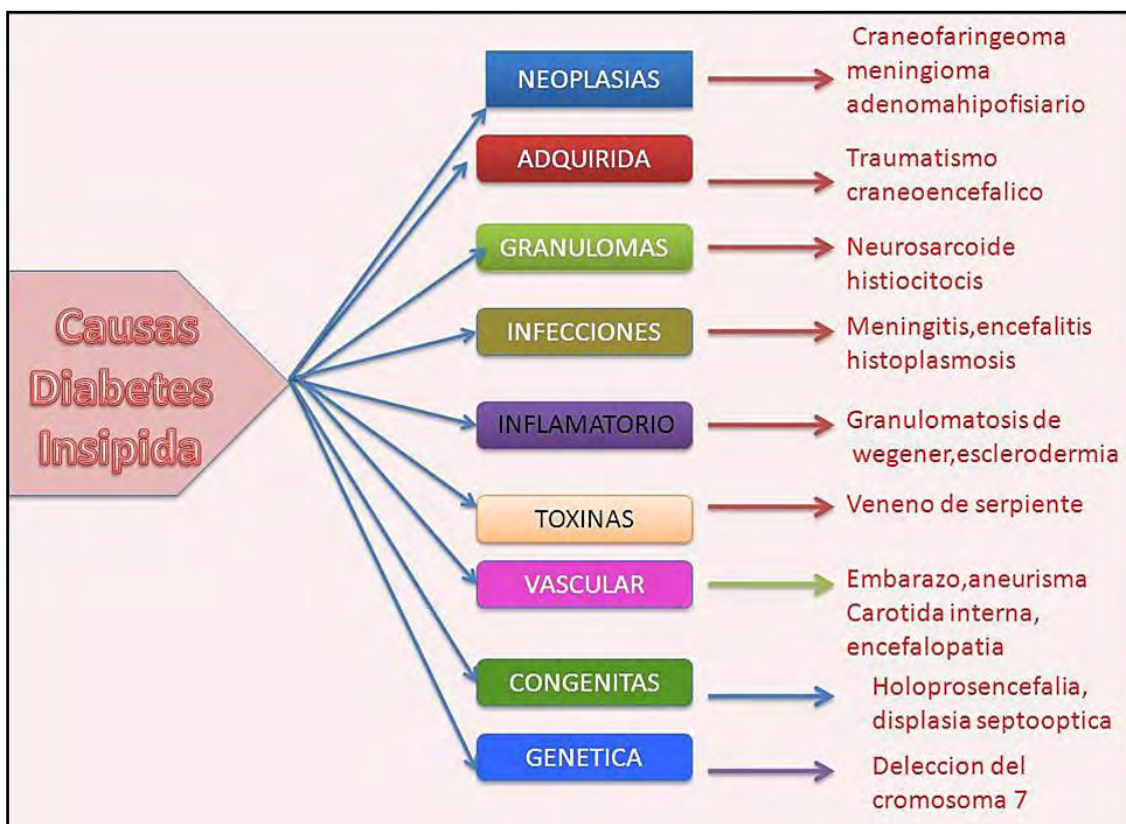 Causas
Diabetes
Insipida
NEOPLASIAS
Craneofaringeoma
meningioma
adenomahipofisiario
ADQUIRIDA
Traumatismo
craneoencefalico
GRANULOMAS
Neurosarcoide
histiocitocis
INFECCIONES
Meningitis,encefalitis
histoplasmosis
INFLAMATORIO
Granulomatosis de
wegener,esclerodermia
TOXINAS
Veneno de serpiente
VASCULAR
Embarazo,aneurisma
Carotida interna,
encefalopatia
CONGENITAS
Holoprosencefalia,
displasia septooptica
GENETICA
Deleccion del
cromosoma 7